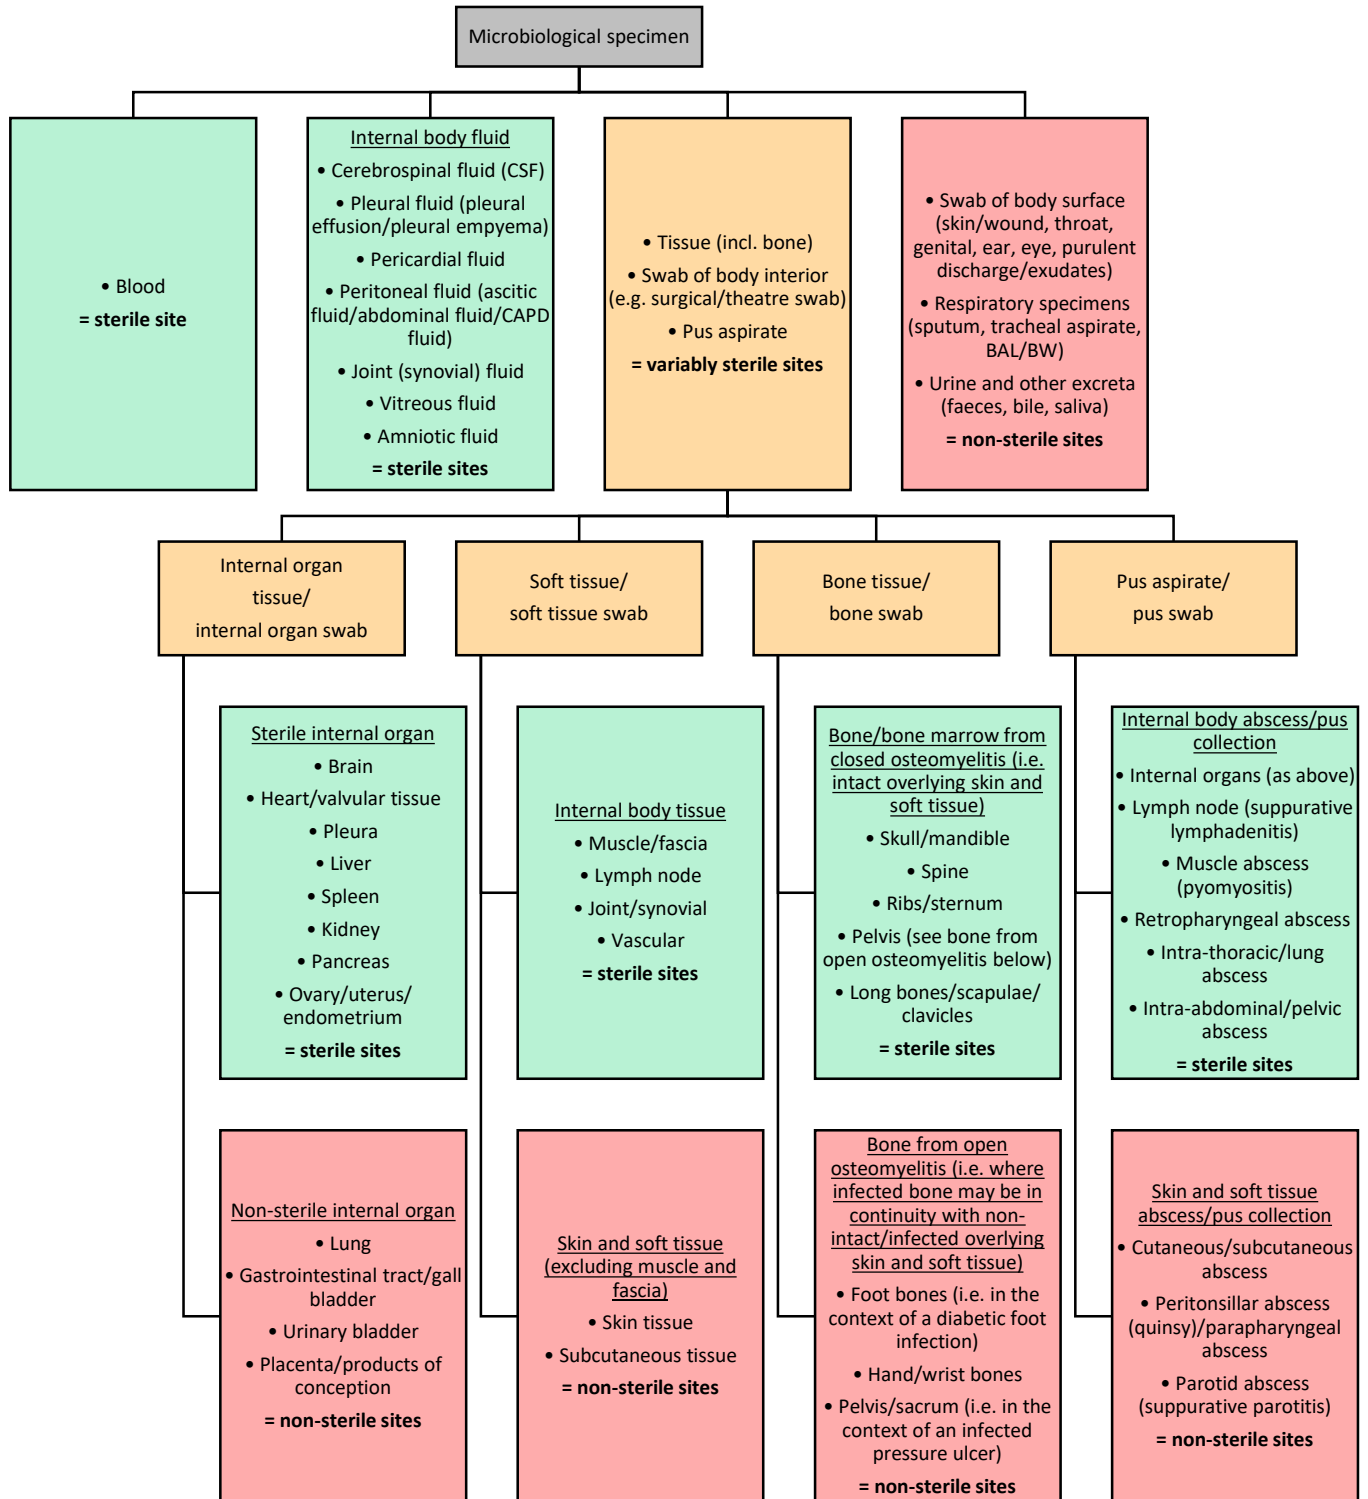 Microbiological specimen
• Blood
= sterile site
Internal body fluid
• Cerebrospinal fluid (CSF)
• Pleural fluid (pleural
effusion/pleural empyema)
• Pericardial fluid
• Peritoneal fluid (ascitic
fluid/abdominal fluid/CAPD
fluid)
• Joint (synovial) fluid
• Vitreous fluid
• Amniotic fluid
= sterile sites
• Tissue (incl. bone)
• Swab of body interior
(e.g. surgical/theatre swab)
• Pus aspirate
= variably sterile sites
• Swab of body surface
(skin/wound, throat,
genital, ear, eye, purulent
discharge/exudates)
• Respiratory specimens
(sputum, tracheal aspirate,
BAL/BW)
• Urine and other excreta
(faeces, bile, saliva)
= non-sterile sites
Internal organ
tissue/
internal organ swab
Soft tissue/
soft tissue swab
Bone tissue/
bone swab
Pus aspirate/
pus swab
Sterile internal organ
• Brain
• Heart/valvular tissue
• Pleura
• Liver
• Spleen
• Kidney
• Pancreas
• Ovary/uterus/
endometrium
= sterile sites
Internal body tissue
• Muscle/fascia
• Lymph node
• Joint/synovial
• Vascular
= sterile sites
Bone/bone marrow from
closed osteomyelitis (i.e.
intact overlying skin and
soft tissue)
• Skull/mandible
• Spine
• Ribs/sternum
• Pelvis (see bone from
open osteomyelitis below)
• Long bones/scapulae/
clavicles
= sterile sites
Internal body abscess/pus
collection
• Internal organs (as above)
• Lymph node (suppurative
lymphadenitis)
• Muscle abscess
(pyomyositis)
• Retropharyngeal abscess
• Intra-thoracic/lung
abscess
• Intra-abdominal/pelvic
abscess
= sterile sites
Non-sterile internal organ
• Lung
• Gastrointestinal tract/gall
bladder
• Urinary bladder
• Placenta/products of
conception
= non-sterile sites
Skin and soft tissue
(excluding muscle and
fascia)
• Skin tissue
• Subcutaneous tissue
= non-sterile sites
Bone from open
osteomyelitis (i.e. where
infected bone may be in
continuity with non-
intact/infected overlying
skin and soft tissue)
• Foot bones (i.e. in the
context of a diabetic foot
infection)
• Hand/wrist bones
• Pelvis/sacrum (i.e. in the
context of an infected
pressure ulcer)
= non-sterile sites
Skin and soft tissue
abscess/pus collection
• Cutaneous/subcutaneous
abscess
• Peritonsillar abscess
(quinsy)/parapharyngeal
abscess
• Parotid abscess
(suppurative parotitis)
= non-sterile sites